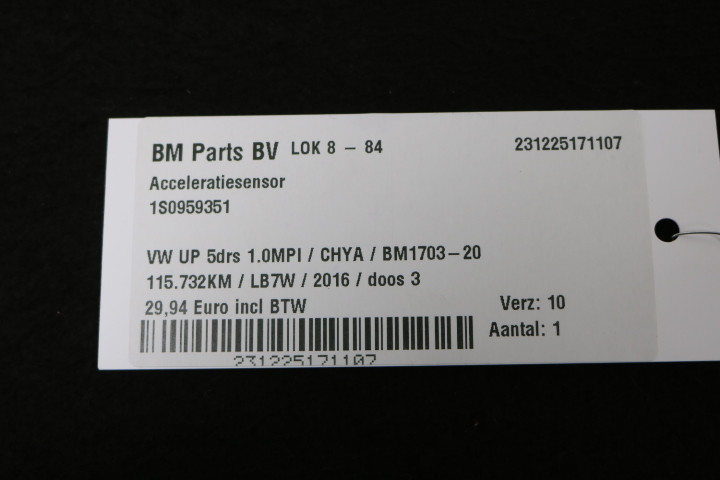 BM Parts BV LOK 8 – 84 231225171107
Acceleratiesensor
1S0959351
VW UP 5drs 1.0MPI / CHYA / BM1703–20
115.732KM / LB7W / 2016 / doos 3
29,94 Euro incl BTW Verz: 10
Aantal: 1
231225171107